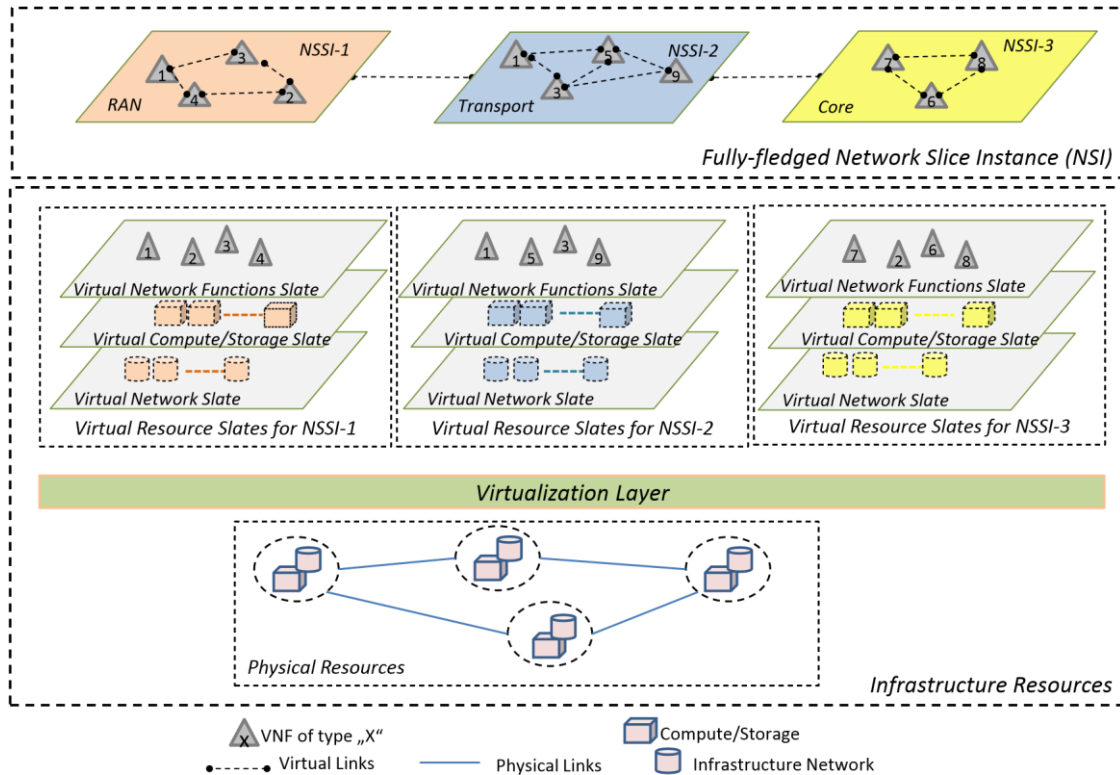 NSSI-1
3
1
4
2
RAN
NSSI-2
1
5
3
9
Transport
NSSI-3
7
8
6
Core
Fully-fledged Network Slice Instance (NSI)
1
2
3
4
Virtual Network Functions Slate
Virtual Compute/Storage Slate
Virtual Network Slate
Virtual Resource Slates for NSSI-1
1
5
3
9
Virtual Network Functions Slate
Virtual Compute/Storage Slate
Virtual Network Slate
Virtual Resource Slates for NSSI-2
7
2
6
8
Virtual Network Functions Slate
Virtual Compute/Storage Slate
Virtual Network Slate
Virtual Resource Slates for NSSI-3
Virtualization Layer
Physical Resources
Infrastructure Resources
X
VNF of type „X“
Compute/Storage
Virtual Links
Physical Links
Infrastructure Network